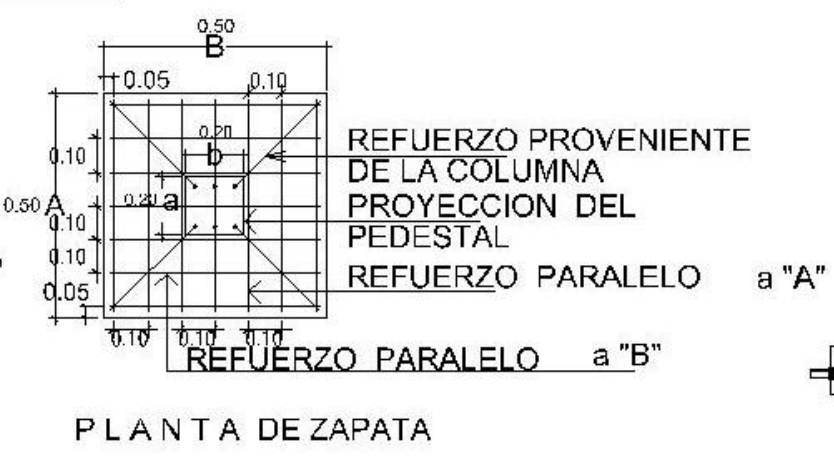 0.50
B
0.05
0.10
0.20
b
REFUERZO PROVENIENTE
DE LA COLUMNA
0.10
0.50
A
0.20
a
PROYECCION DEL
PEDESTAL
0.10
0.10
REFUERZO PARALELO a "A"
0.05
0.10
0.10
0.10
REFUERZO PARALELO a "B"
PLANTA DE ZAPATA